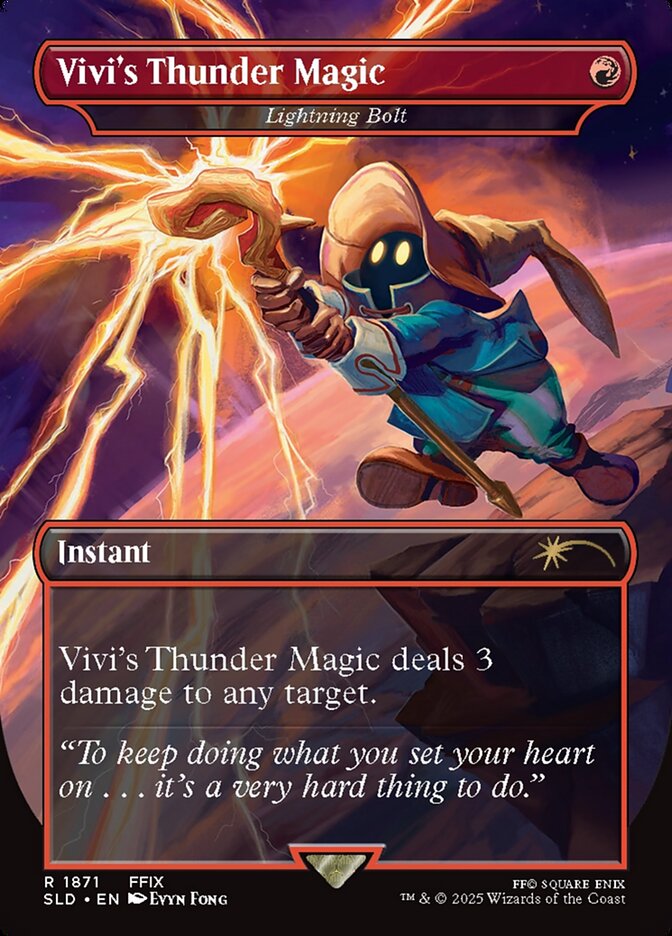 Vivi's Thunder Magic
Lightning Bolt
Instant
Vivi's Thunder Magic deals 3
damage to any target.
“To keep doing what you set your heart
on . . . it's a very hard thing to do.”
R 1871 FFIX
SLD • EN Evyn Fong
FF© SQUARE ENIX
™ & © 2025 Wizards of the Coast